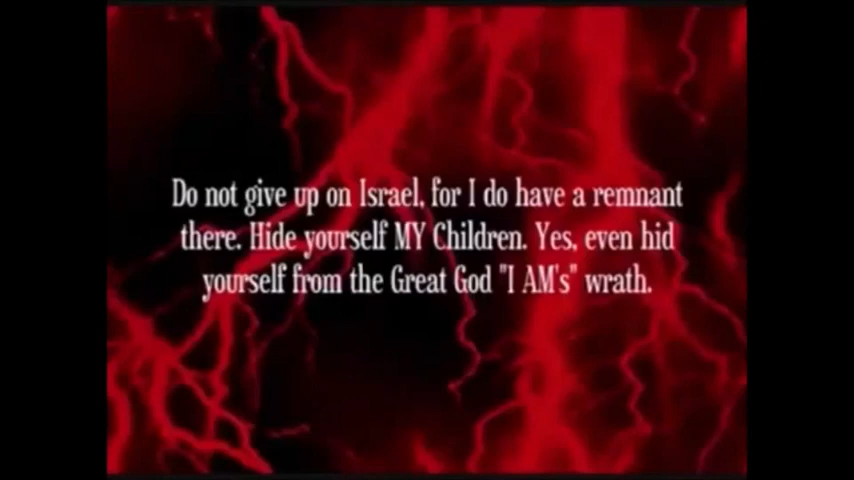 Do not give up on Israel, for I do have a remnant
there. Hide yourself MY Children. Yes, even hid
yourself from the Great God "I AM's" wrath.